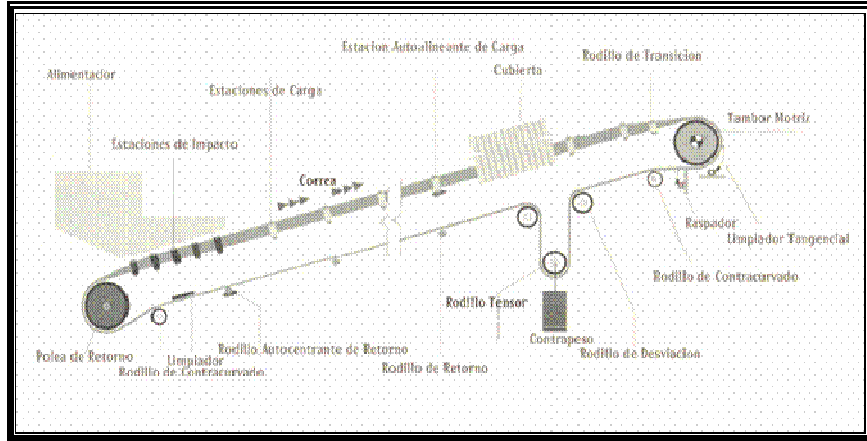 Estacion Autoalineante de Carga
Cubierta
Rodillo de Transicion
Alimentador
Estaciones de Carga
Tambor Motriz
Estaciones de Impacto
Correa
Raspador
Limpiador Tangencial
Rodillo de Contracurvado
Rodillo Tensor
Contrapeso
Rodillo de Desviacion
Rodillo Autocentrante de Retorno
Polea de Retorno
Limpiador
Rodillo de Contracurvado
Rodillo de Retorno